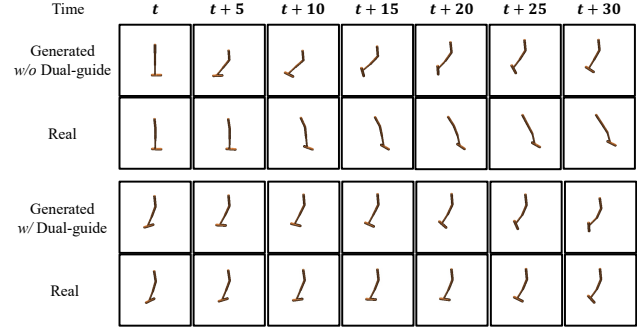 Time t t + 5 t + 10 t + 15 t + 20 t + 25 t + 30
Generated
w/o Dual-guide
Real
Generated
w/ Dual-guide
Real